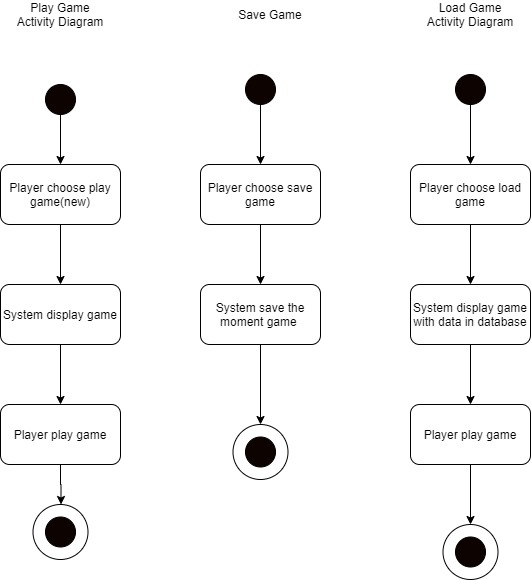 Play Game
Activity Diagram
Player choose play
game(new)
System display game
Player play game
Save Game
Player choose save
game
System save the
moment game
Load Game
Activity Diagram
Player choose load
game
System display game
with data in database
Player play game